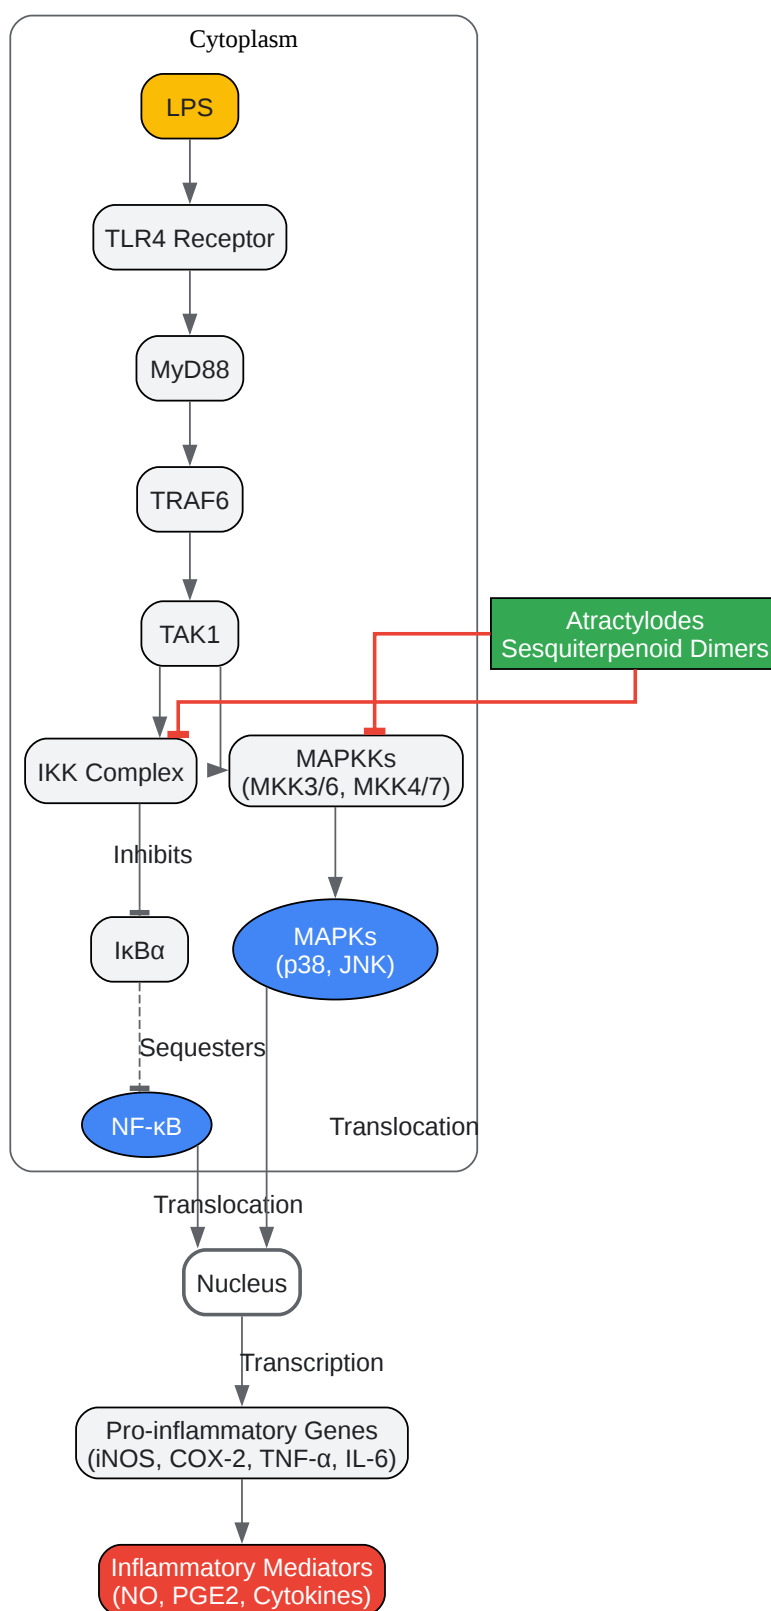 Cytoplasm
LPS
TLR4 Receptor
MyD88
TRAF6
TAK1
Atractylodes
Sesquiterpenoid Dimers
IKK Complex
MAPKKs
(MKK3/6, MKK4/7)
Inhibits
IκBα
MAPKs
(p38, JNK)
Sequesters
NF-κB
Translocation
Translocation
Nucleus
Transcription
Pro-inflammatory Genes
(iNOS, COX-2, TNF-α, IL-6)
Inflammatory Mediators
(NO, PGE2, Cytokines)